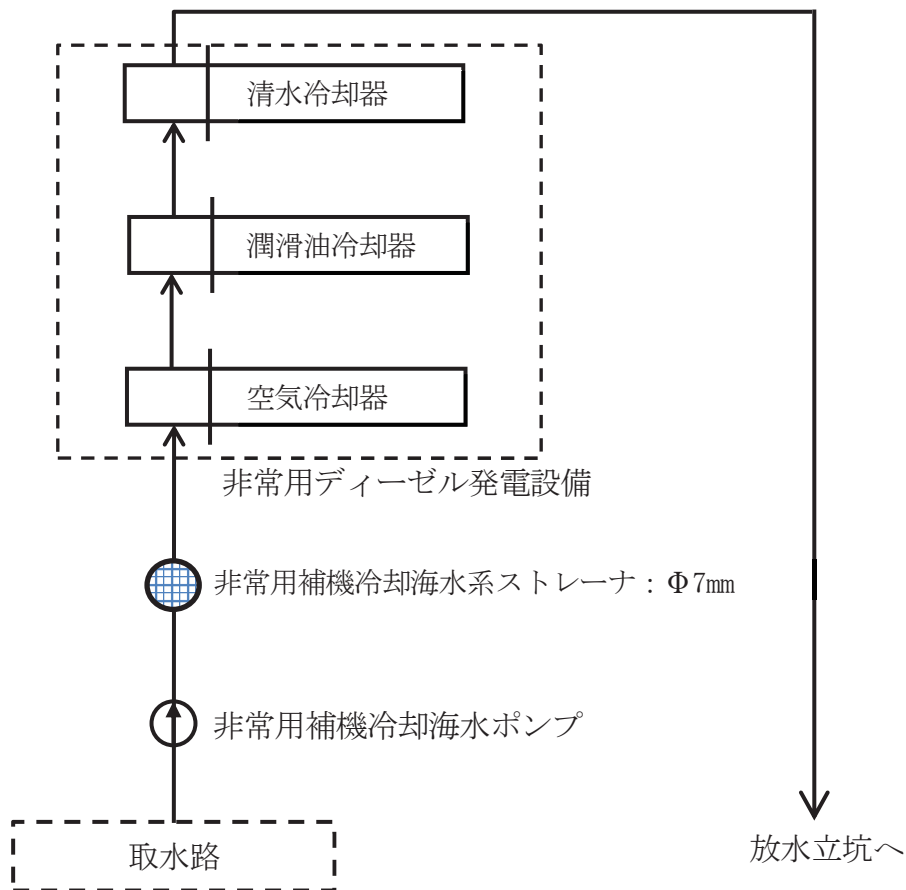 清水冷却器
潤滑油冷却器
空気冷却器
非常用ディーゼル発電設備
非常用補機冷却海水系ストレーナ：Φ7㎜
非常用補機冷却海水ポンプ
取水路
放水立坑へ